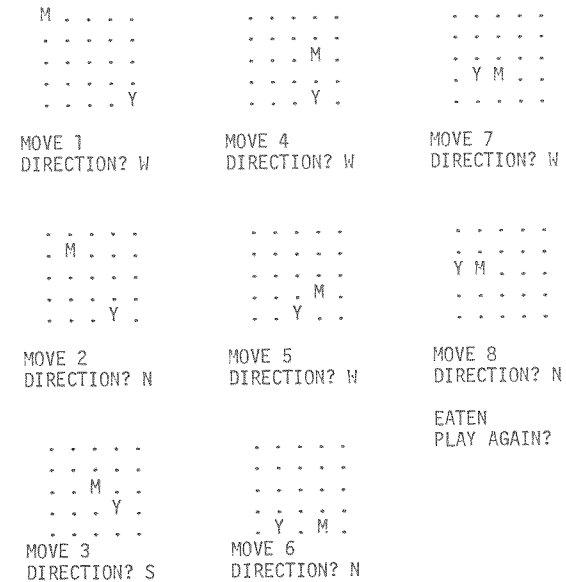 M . . . .
. . . . .
. . . . .
. . . . .
. . . . Y
MOVE 1
DIRECTION? W
. . . . .
. M . . .
. . . . .
. . . . .
. . . Y .
MOVE 2
DIRECTION? N
. . . . .
. . . . .
. . M . .
. . . Y .
. . . . .
MOVE 3
DIRECTION? S
. . . . .
. . . . .
. . . M .
. . . . .
. . . Y .
MOVE 4
DIRECTION? W
. . . . .
. . . . .
. . . . .
. . . M .
. . Y . .
MOVE 5
DIRECTION? W
. . . . .
. . . . .
. . . . .
. . . . .
. Y . M .
MOVE 6
DIRECTION? N
. . . . .
. . . . .
. . . . .
. Y M . .
. . . . .
MOVE 7
DIRECTION? W
. . . . .
. . . . .
Y M . . .
. . . . .
. . . . .
MOVE 8
DIRECTION? N
EATEN
PLAY AGAIN?